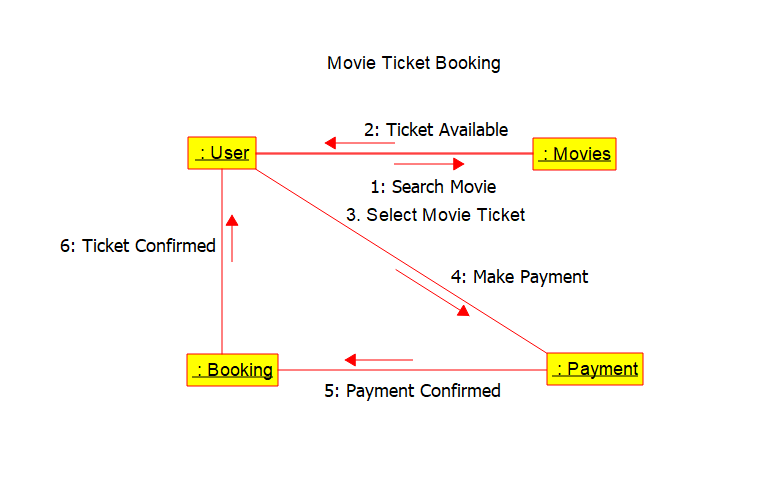 Movie Ticket Booking
2: Ticket Available
: User
: Movies
1: Search Movie
3. Select Movie Ticket
6: Ticket Confirmed
4: Make Payment
: Booking
: Payment
5: Payment Confirmed